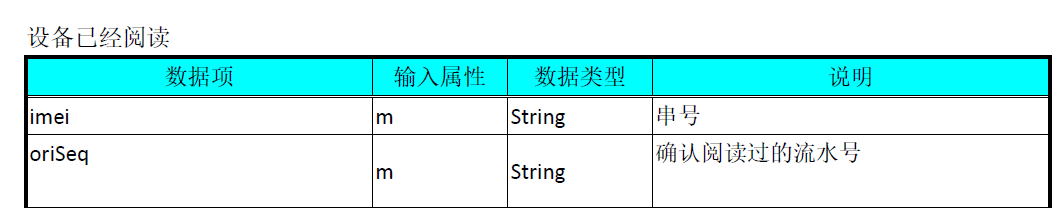 设备已经阅读
数据项 输入属性 数据类型 说明
imei m String 串号
oriSeq m String 确认阅读过的流水号